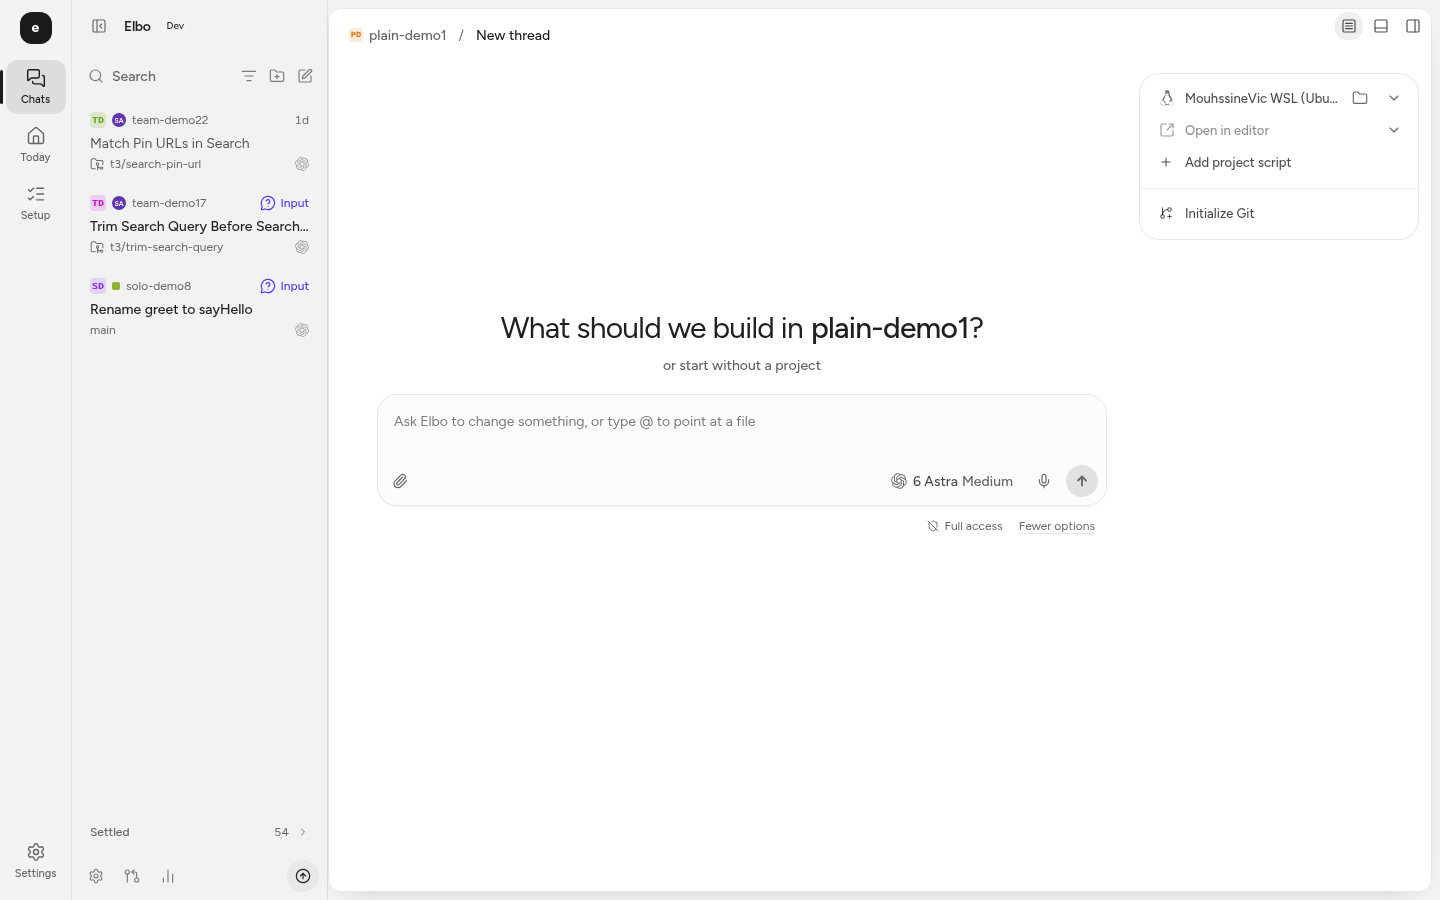 e
Elbo Dev
Chats
Today
Setup
Settings
Search
TD SA team-demo22 1d
Match Pin URLs in Search
t3/search-pin-url
TD SA team-demo17 Input
Trim Search Query Before Search...
t3/trim-search-query
SD solo-demo8 Input
Rename greet to sayHello
main
Settled 54
PD plain-demo1 / New thread
MouhssineVic WSL (Ubu...
Open in editor
Add project script
Initialize Git
What should we build in plain-demo1?
or start without a project
Ask Elbo to change something, or type @ to point at a file
6 Astra Medium
Full access Fewer options